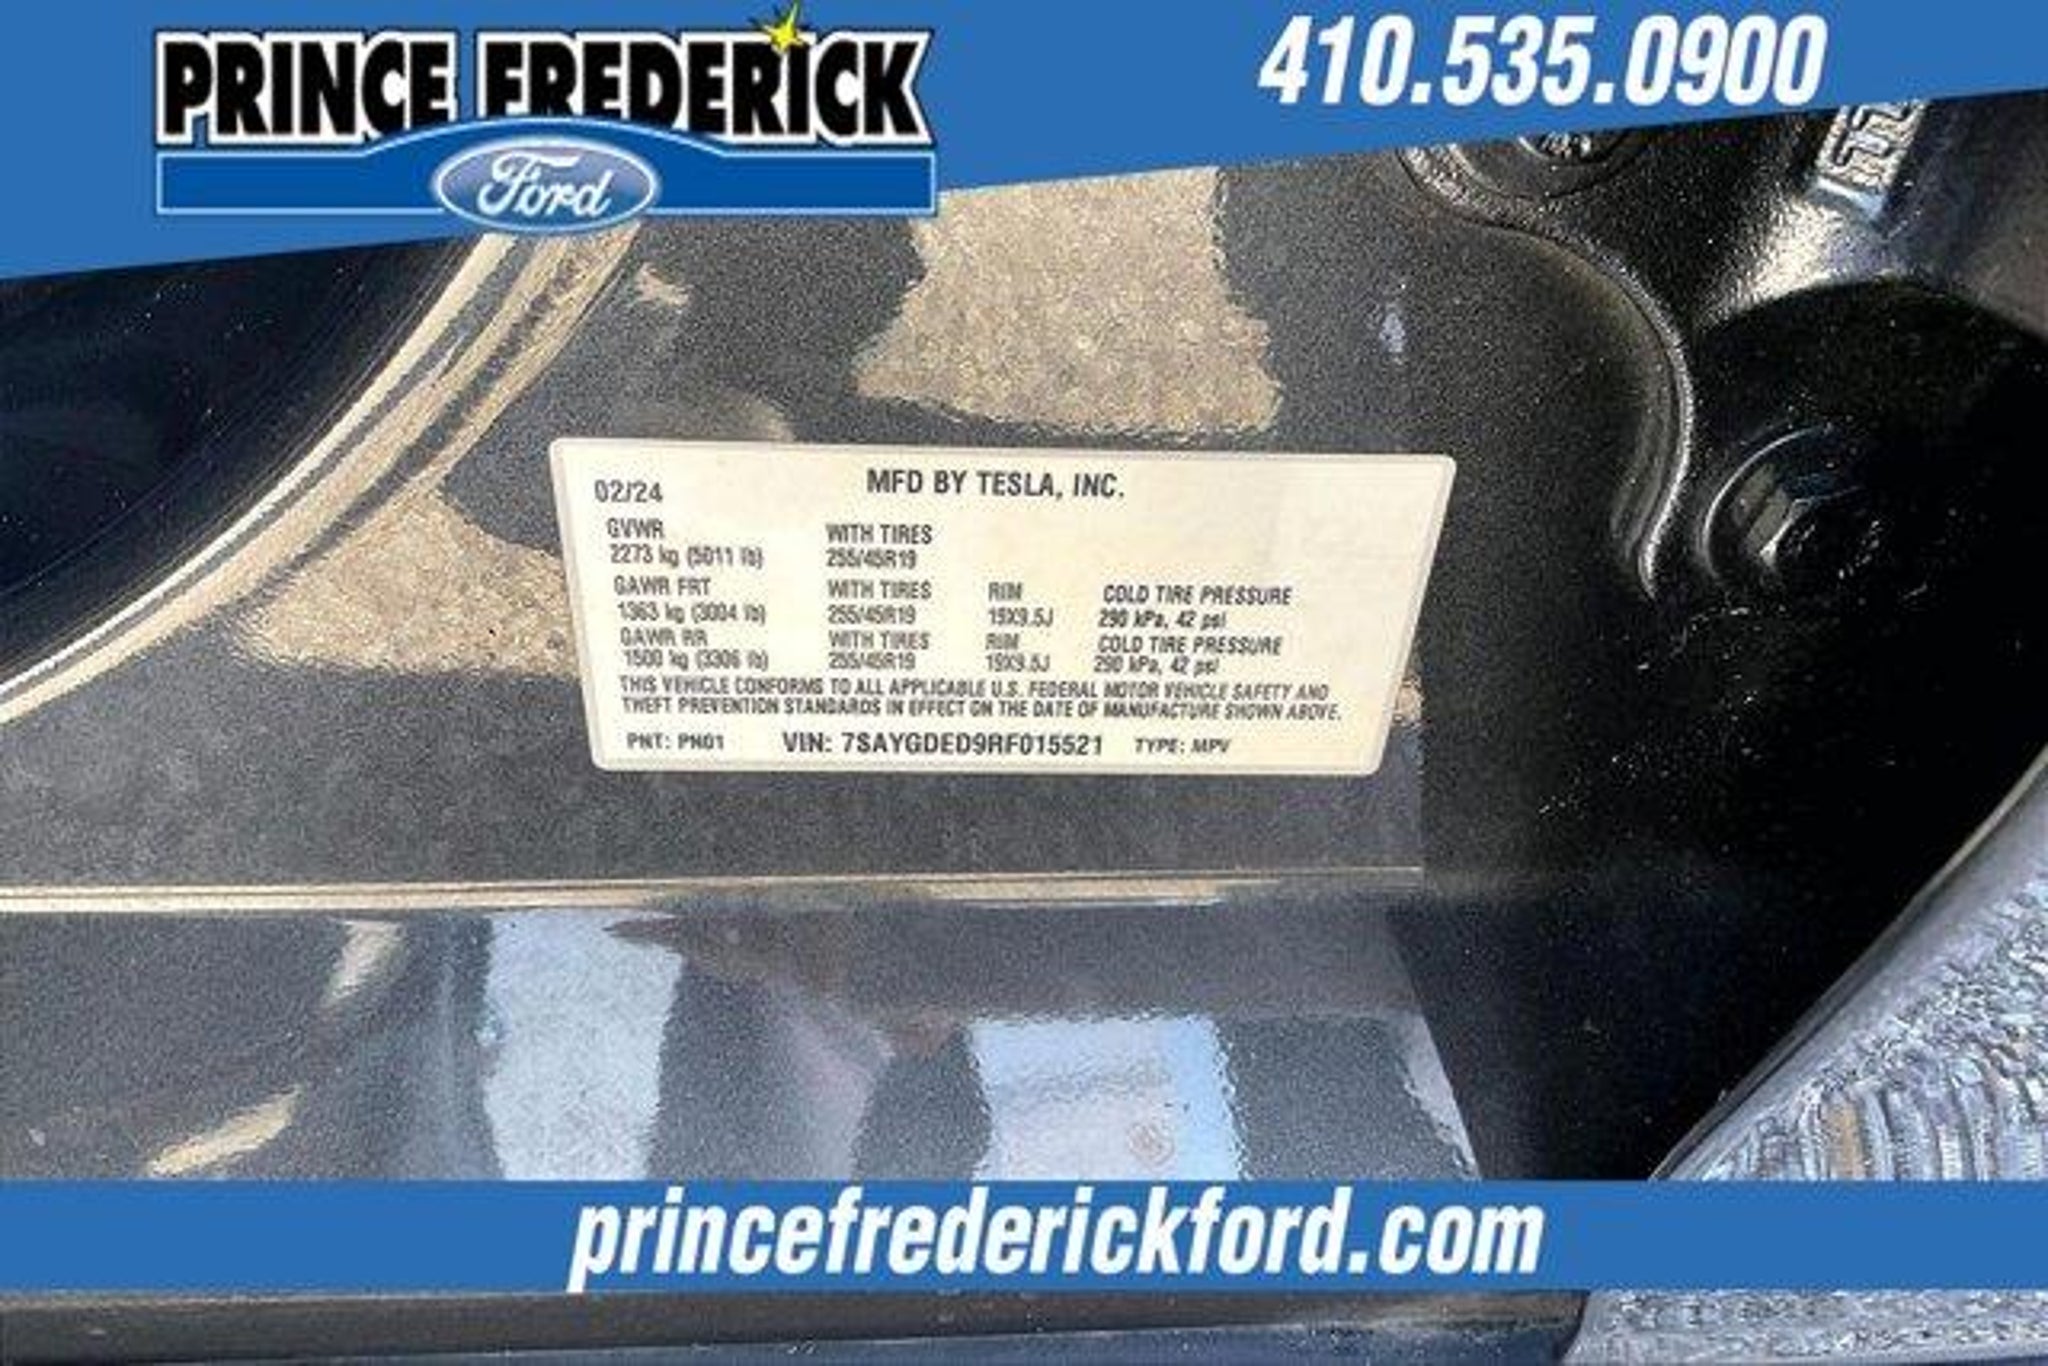 PRINCE FREDERICK
Ford
410.535.0900
02/24 MFD BY TESLA, INC.
GVWR WITH TIRES
2273 kg (5011 lb) 255/45R19
GAWR FRT WITH TIRES RIM COLD TIRE PRESSURE
1363 kg (3004 lb) 255/45R19 19X9.5J 290 kPa, 42 psi
GAWR RR WITH TIRES RIM COLD TIRE PRESSURE
1500 kg (3306 lb) 255/45R19 19X9.5J 290 kPa, 42 psi
THIS VEHICLE CONFORMS TO ALL APPLICABLE U.S. FEDERAL MOTOR VEHICLE SAFETY AND
THEFT PREVENTION STANDARDS IN EFFECT ON THE DATE OF MANUFACTURE SHOWN ABOVE.
PNT: PN01 VIN: 7SAYGDED9RF015521 TYPE: MPV
princefrederickford.com